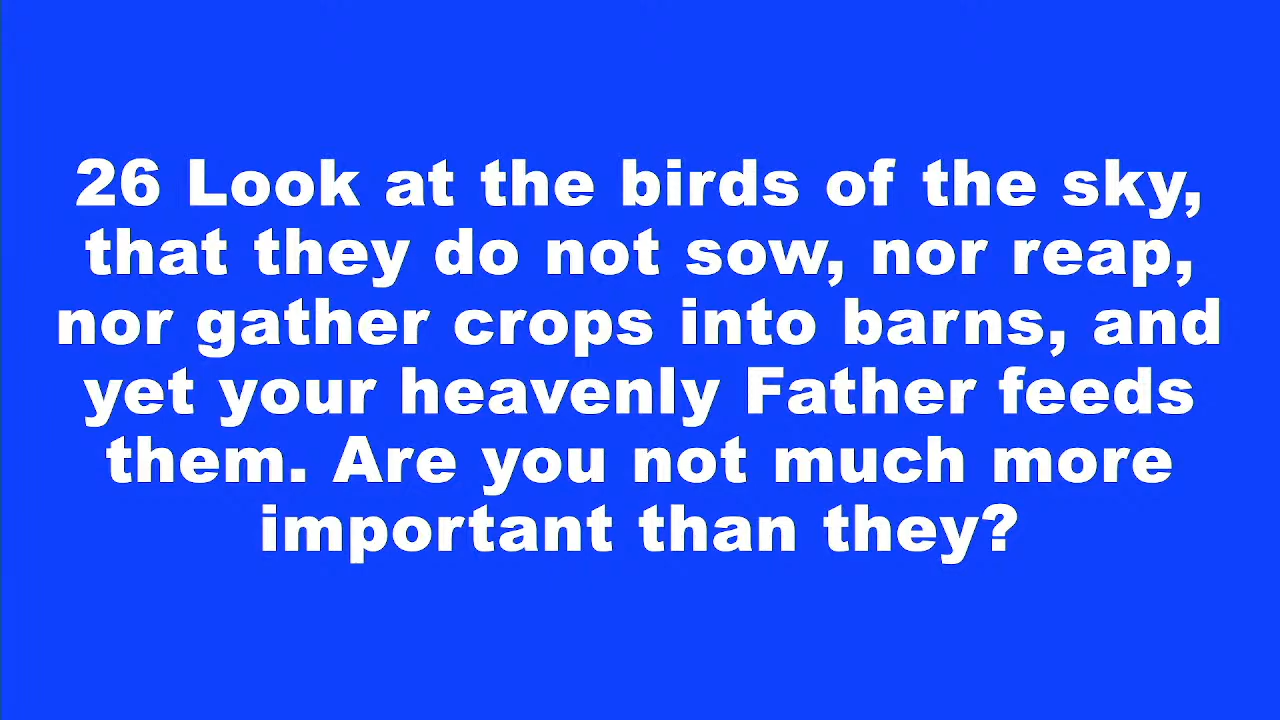 26 Look at the birds of the sky,
that they do not sow, nor reap,
nor gather crops into barns, and
yet your heavenly Father feeds
them. Are you not much more
important than they?